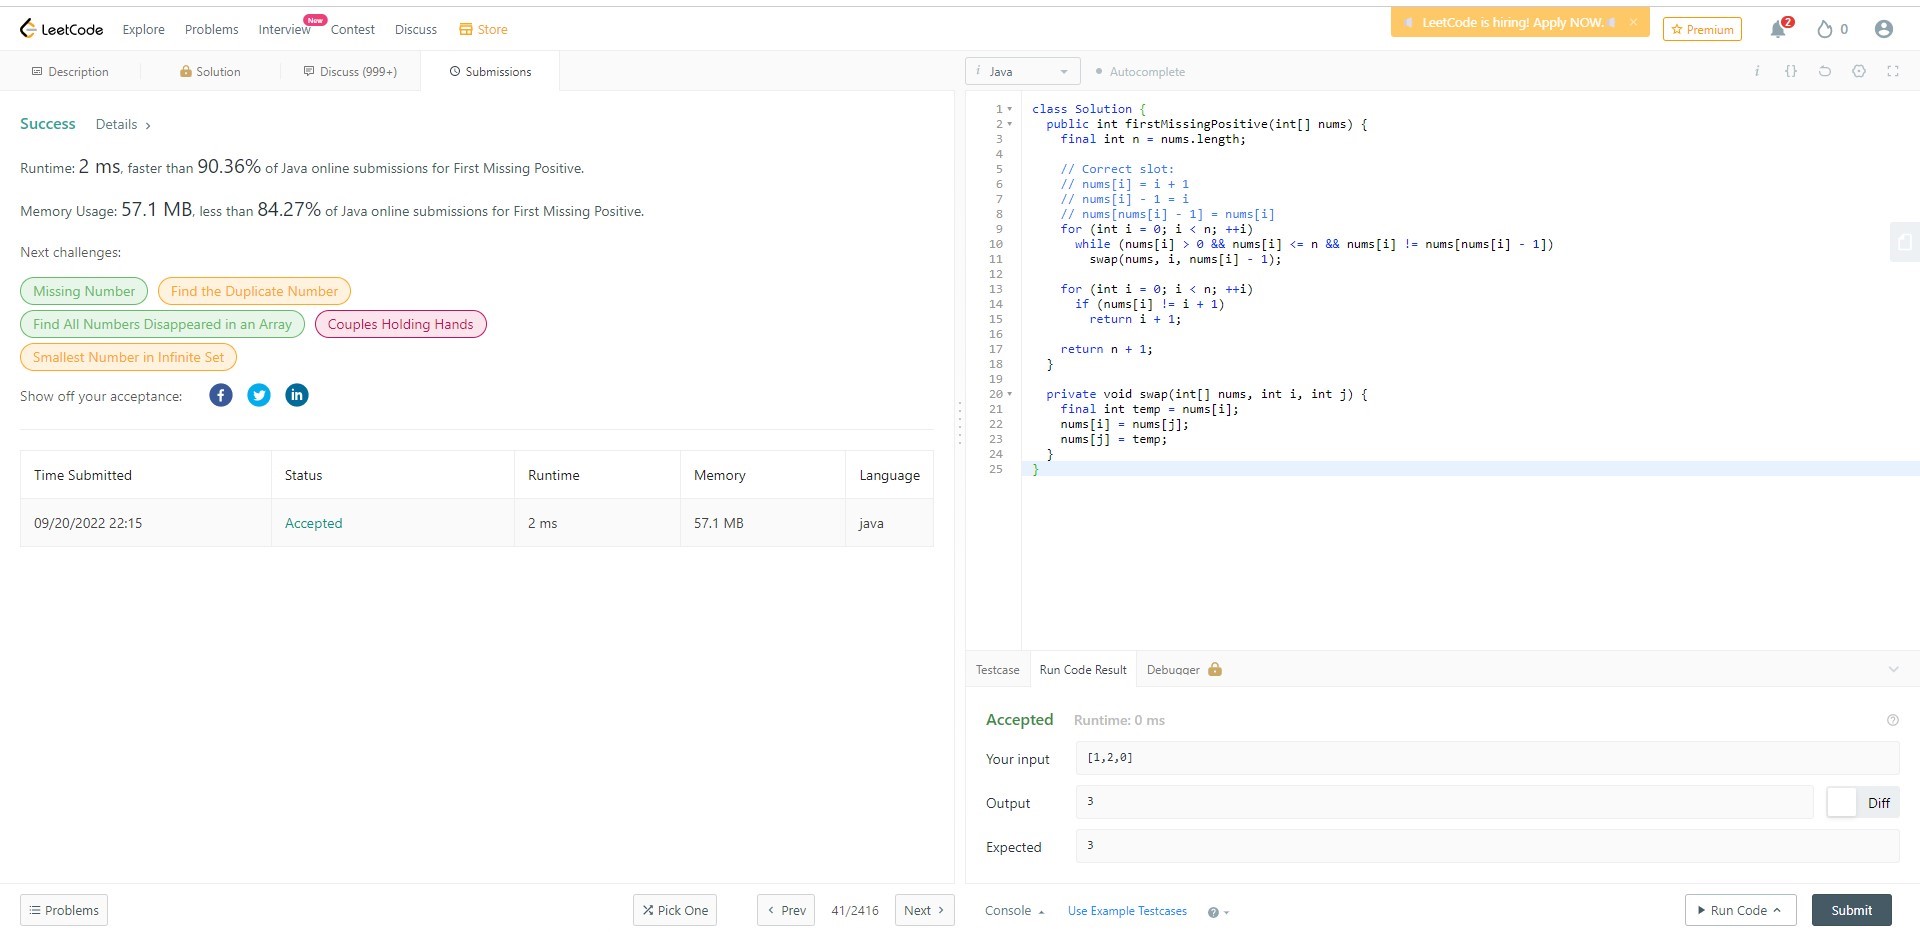 LeetCode Explore Problems Interview New Contest Discuss Store LeetCode is hiring! Apply NOW. × Premium 2 0
Description Solution Discuss (999+) Submissions
i Java Autocomplete i {}
Success Details >
Runtime: 2 ms, faster than 90.36% of Java online submissions for First Missing Positive.
Memory Usage: 57.1 MB, less than 84.27% of Java online submissions for First Missing Positive.
Next challenges:
Missing Number Find the Duplicate Number
Find All Numbers Disappeared in an Array Couples Holding Hands
Smallest Number in Infinite Set
Show off your acceptance: f in
Time Submitted Status Runtime Memory Language
09/20/2022 22:15 Accepted 2 ms 57.1 MB java
1 class Solution {
2 public int firstMissingPositive(int[] nums) {
3 final int n = nums.length;
4
5 // Correct slot:
6 // nums[i] = i + 1
7 // nums[i] - 1 = i
8 // nums[nums[i] - 1] = nums[i]
9 for (int i = 0; i < n; ++i)
10 while (nums[i] > 0 && nums[i] <= n && nums[i] != nums[nums[i] - 1])
11 swap(nums, i, nums[i] - 1);
12
13 for (int i = 0; i < n; ++i)
14 if (nums[i] != i + 1)
15 return i + 1;
16
17 return n + 1;
18 }
19
20 private void swap(int[] nums, int i, int j) {
21 final int temp = nums[i];
22 nums[i] = nums[j];
23 nums[j] = temp;
24 }
25 }
Testcase Run Code Result Debugger
Accepted Runtime: 0 ms ?
Your input [1,2,0]
Output 3 Diff
Expected 3
Problems Pick One < Prev 41/2416 Next > Console Use Example Testcases ? Run Code Submit